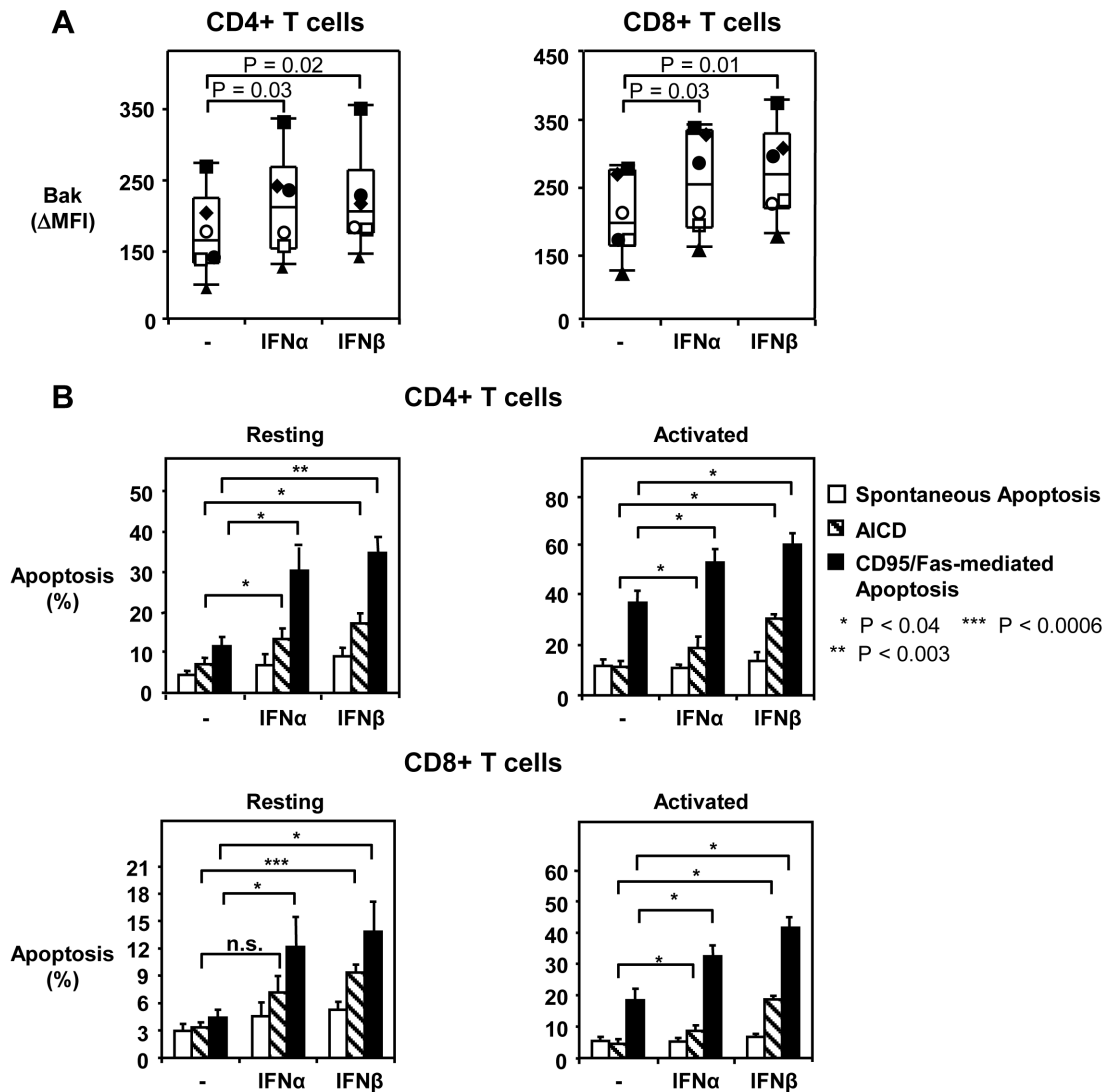 A
CD4+ T cells
CD8+ T cells
Bak
(ΔMFI)
350
250
150
0
P = 0.02
P = 0.03
-
IFNα
IFNβ
450
350
250
150
0
P = 0.01
P = 0.03
-
IFNα
IFNβ
B
CD4+ T cells
Resting
Activated
Apoptosis
(%)
50
40
30
20
10
0
**
*
*
*
-
IFNα
IFNβ
80
60
40
20
0
*
*
*
*
-
IFNα
IFNβ
Spontaneous Apoptosis
AICD
CD95/Fas-mediated
Apoptosis
* P < 0.04 *** P < 0.0006
** P < 0.003
CD8+ T cells
Resting
Activated
Apoptosis
(%)
21
18
15
12
9
6
3
0
*
***
*
n.s.
-
IFNα
IFNβ
60
50
40
30
20
10
0
*
*
*
*
-
IFNα
IFNβ